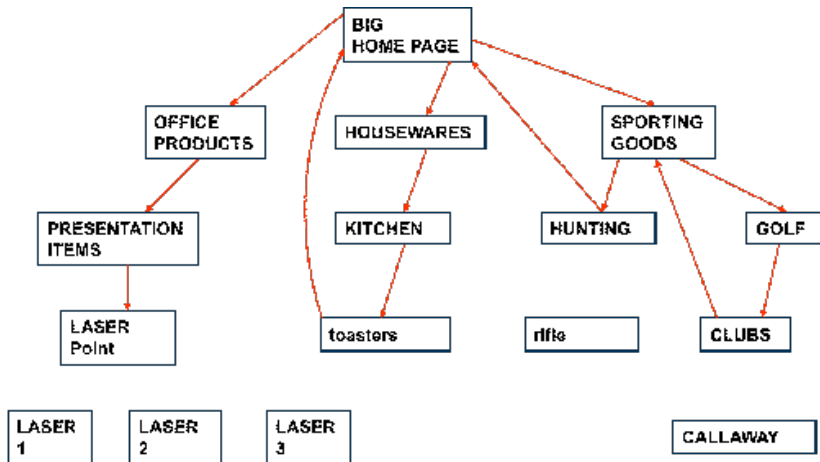 BIG
HOME PAGE
OFFICE
PRODUCTS
HOUSEWARES
SPORTING
GOODS
PRESENTATION
ITEMS
KITCHEN
HUNTING
GOLF
LASER
Point
toasters
rifle
CLUBS
LASER
1
LASER
2
LASER
3
CALLAWAY